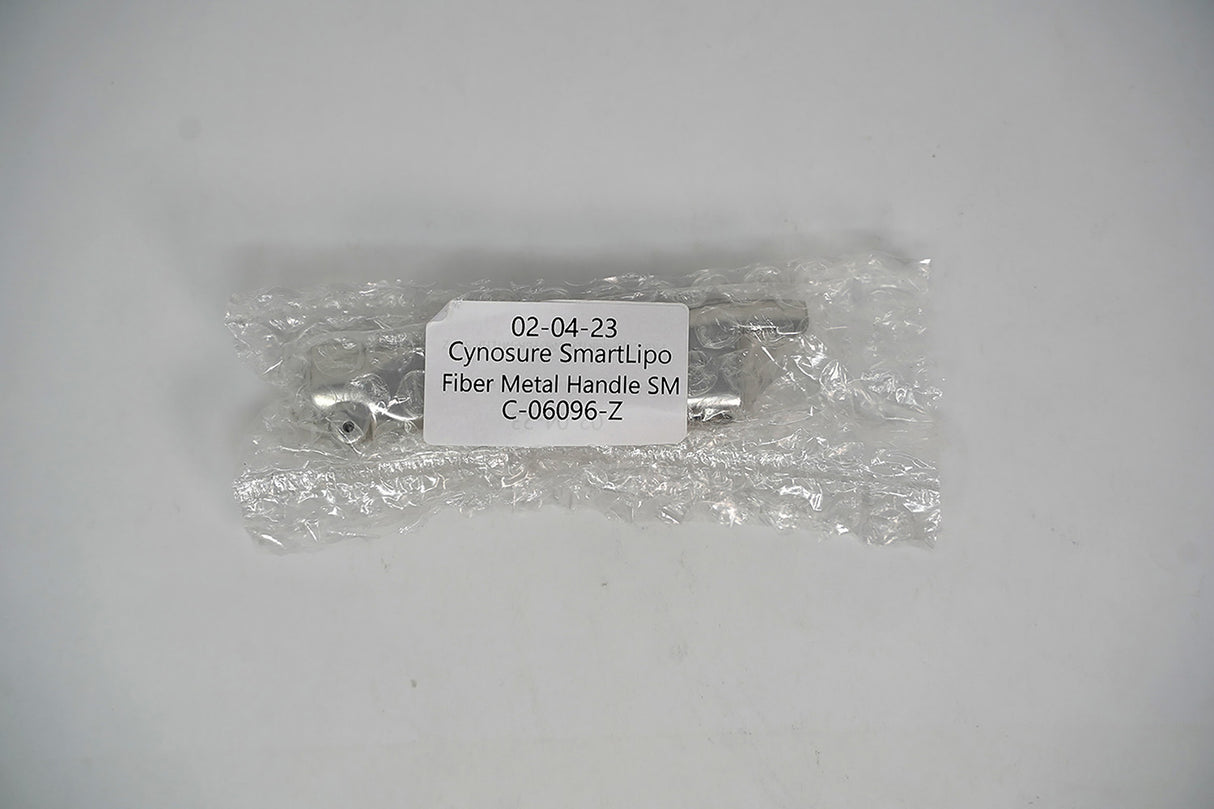 02-04-23
Cynosure SmartLipo
Fiber Metal Handle SM
C-06096-Z